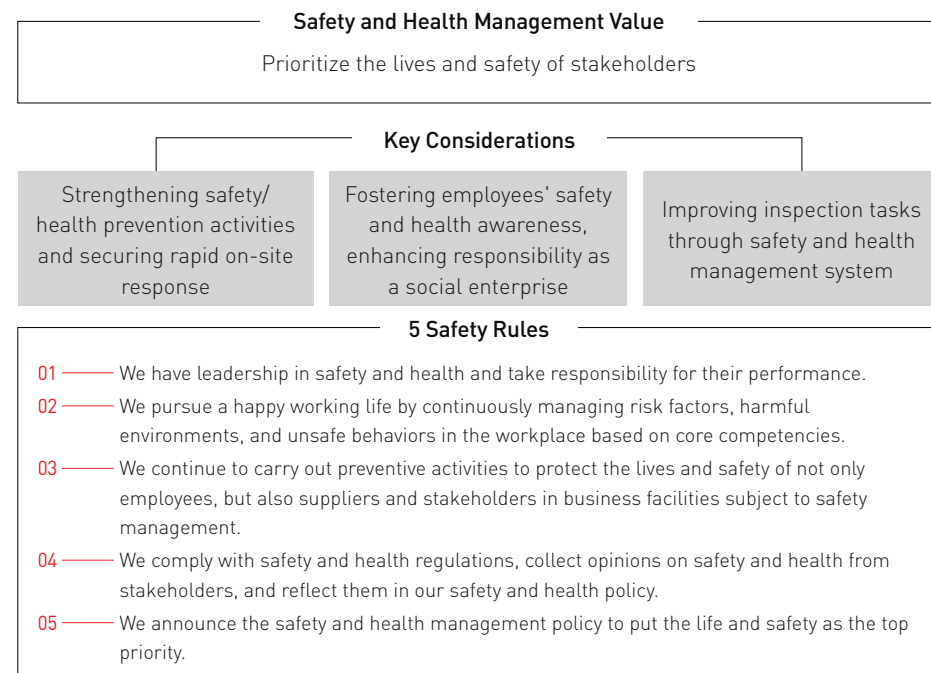 Safety and Health Management Value
Prioritize the lives and safety of stakeholders
Key Considerations
Strengthening safety/
health prevention activities
and securing rapid on-site
response
Fostering employees' safety
and health awareness,
enhancing responsibility as
a social enterprise
Improving inspection tasks
through safety and health
management system
5 Safety Rules
01 We have leadership in safety and health and take responsibility for their performance.
02 We pursue a happy working life by continuously managing risk factors, harmful
environments, and unsafe behaviors in the workplace based on core competencies.
03 We continue to carry out preventive activities to protect the lives and safety of not only
employees, but also suppliers and stakeholders in business facilities subject to safety
management.
04 We comply with safety and health regulations, collect opinions on safety and health from
stakeholders, and reflect them in our safety and health policy.
05 We announce the safety and health management policy to put the life and safety as the top
priority.